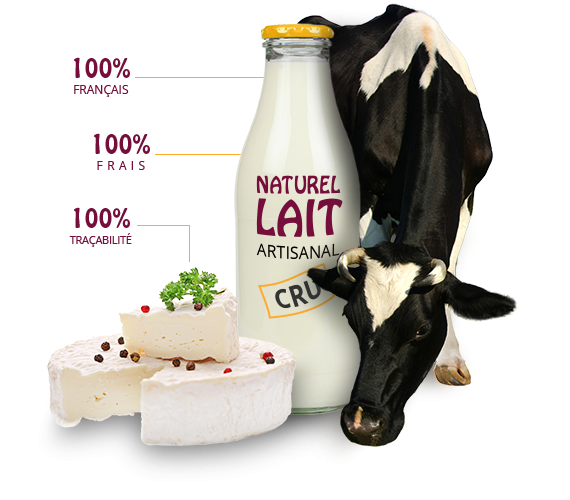 100%
FRANÇAIS
100%
FRAIS
100%
TRAÇABILITÉ
NATUREL
LAIT
ARTISANAL
CRU